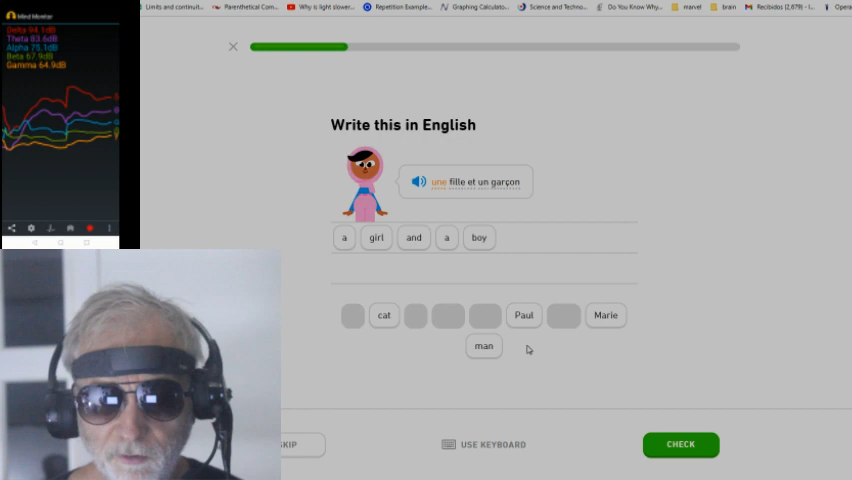 Mind Monitor
Delta 94.1dB
Theta 83.6dB
Alpha 75.1dB
Beta 67.9dB
Gamma 64.9dB
Limits and continuit...
Parenthetical Com...
Why is light slower...
Repetition Example...
Graphing Calculato...
Science and Techno...
Do You Know Why...
marvel
brain
Recibidos (2,679) - l...
Opera
Write this in English
une fille et un garçon
a girl and a boy
cat Paul Marie
man
KIP
USE KEYBOARD
CHECK